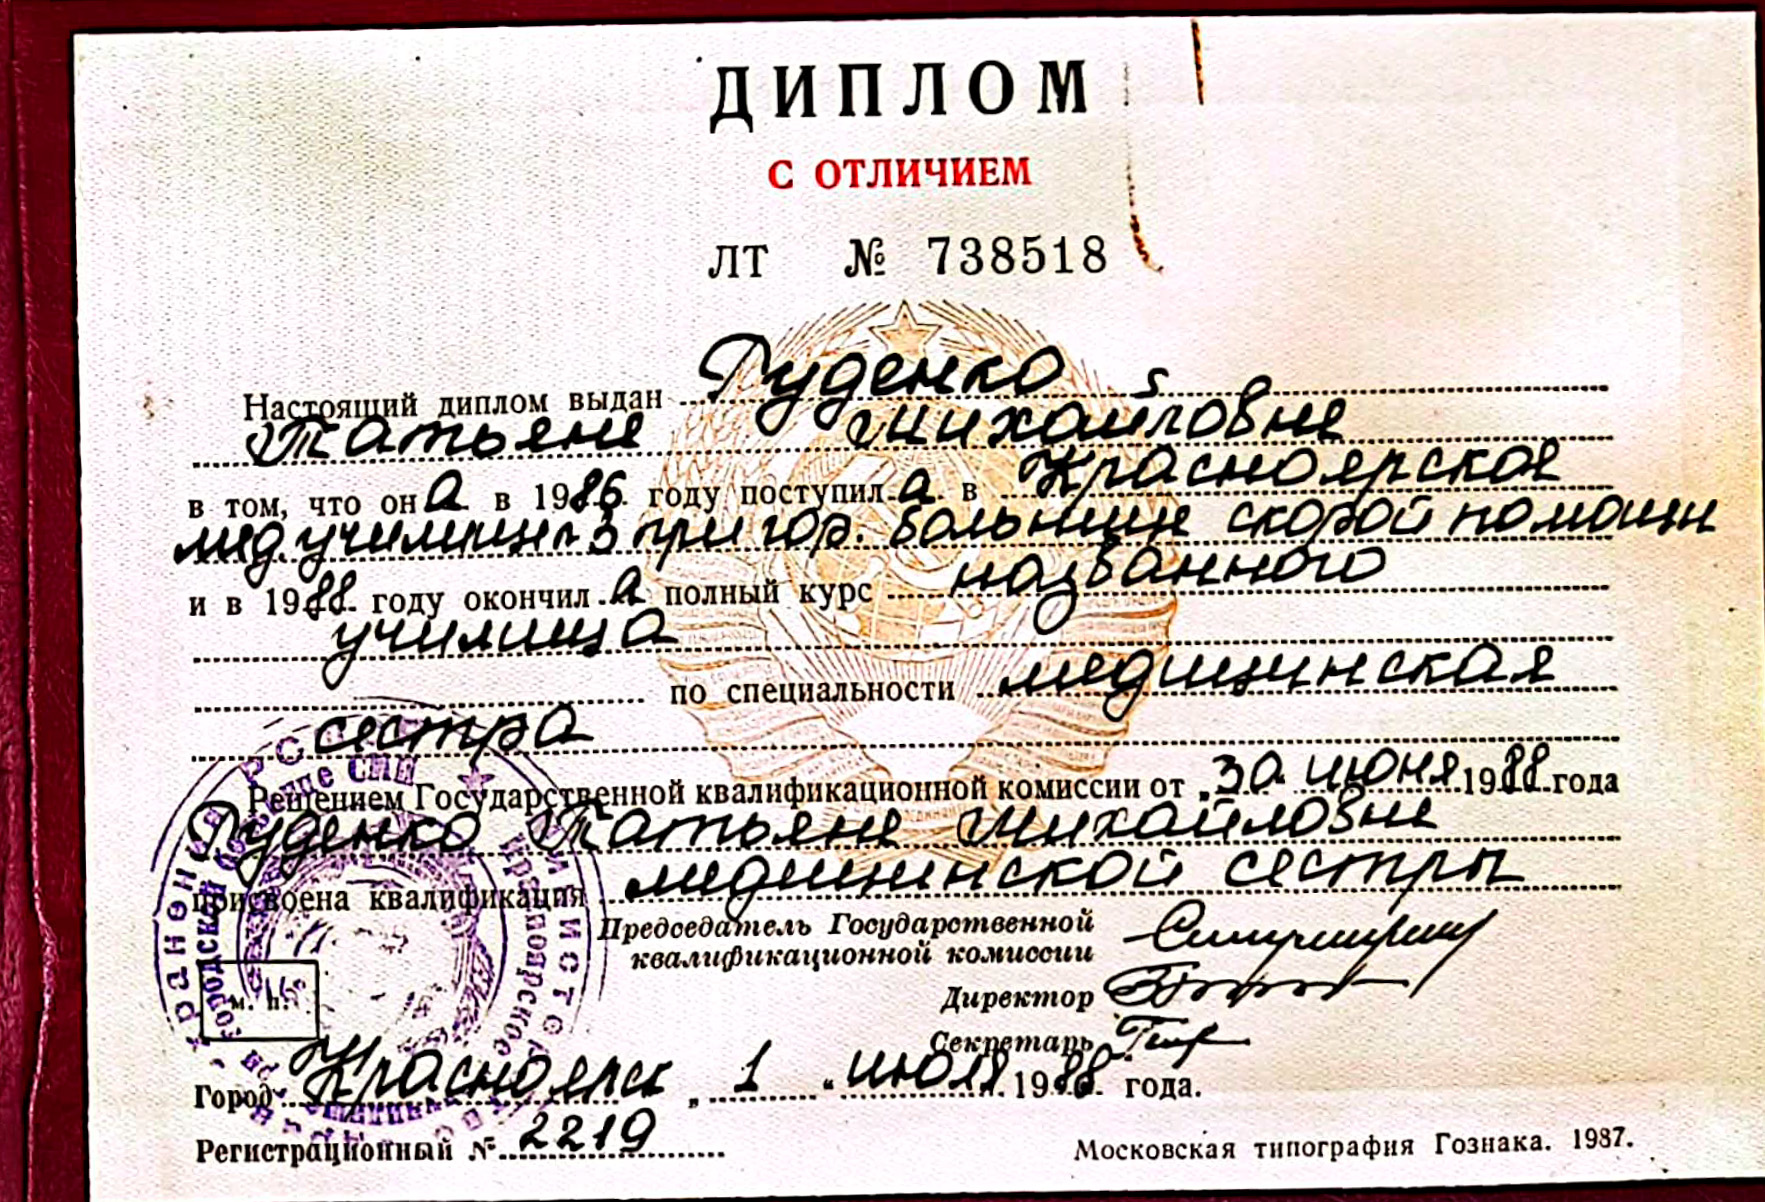 ДИПЛОМ
С ОТЛИЧИЕМ
ЛТ № 738518
Настоящий диплом выдан Руденко
Татьяне Михайловне
в том, что она в 1986 году поступила в Красноярское
мед. училище 3 при гор. больнице скорой помощи
и в 1988 году окончила полный курс названного
училища
по специальности медицинская
сестра
Решением Государственной квалификационной комиссии от „30 июня 1988 года
Руденко Татьяне Михайловне
присвоена квалификация медицинской сестры
Председатель Государственной
квалификационной комиссии
Директор
Секретарь
м. п.
Город Красноярск „ 1 " июля 1988 года.
Регистрационный № 2219
Московская типография Гознака. 1987.